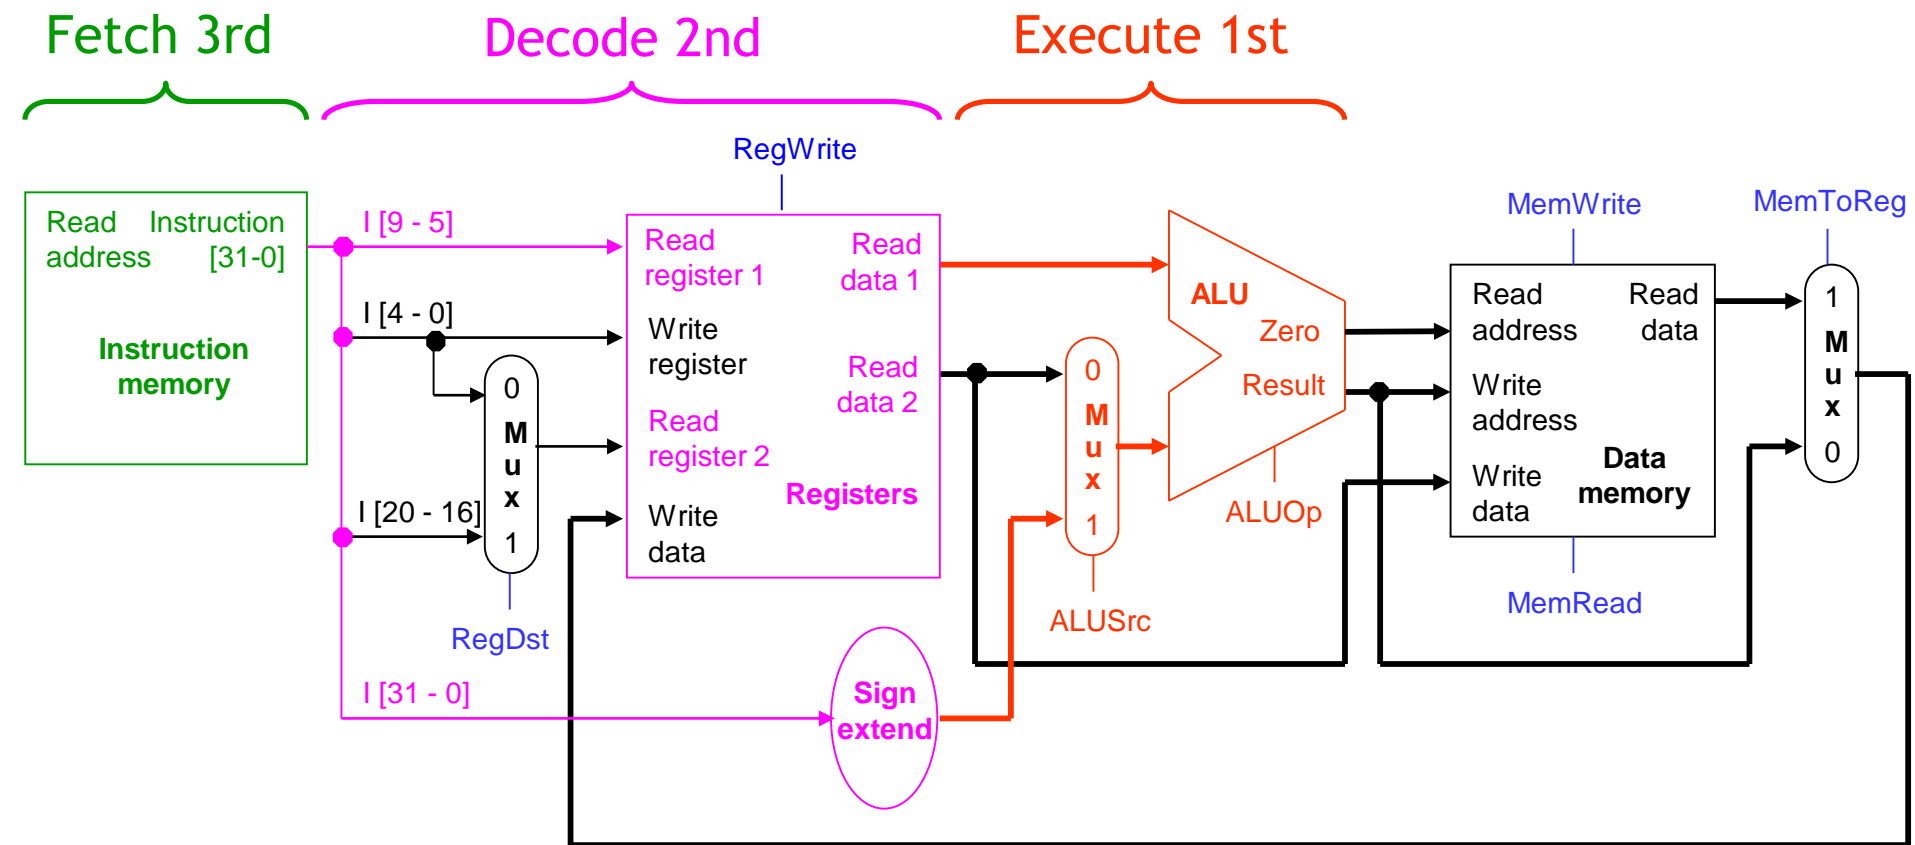 Fetch 3rd
Decode 2nd
Execute 1st
RegWrite
Read Instruction
address [31-0]
Instruction
memory
I [9 - 5]
I [4 - 0]
I [20 - 16]
I [31 - 0]
0
M
u
x
1
RegDst
Read
register 1
Read
data 1
Write
register
Read
data 2
Read
register 2
Registers
Write
data
Sign
extend
0
M
u
x
1
ALUSrc
ALU
Zero
Result
ALUOp
MemWrite
Read
address
Read
data
Write
address
Data
memory
Write
data
MemRead
MemToReg
1
M
u
x
0